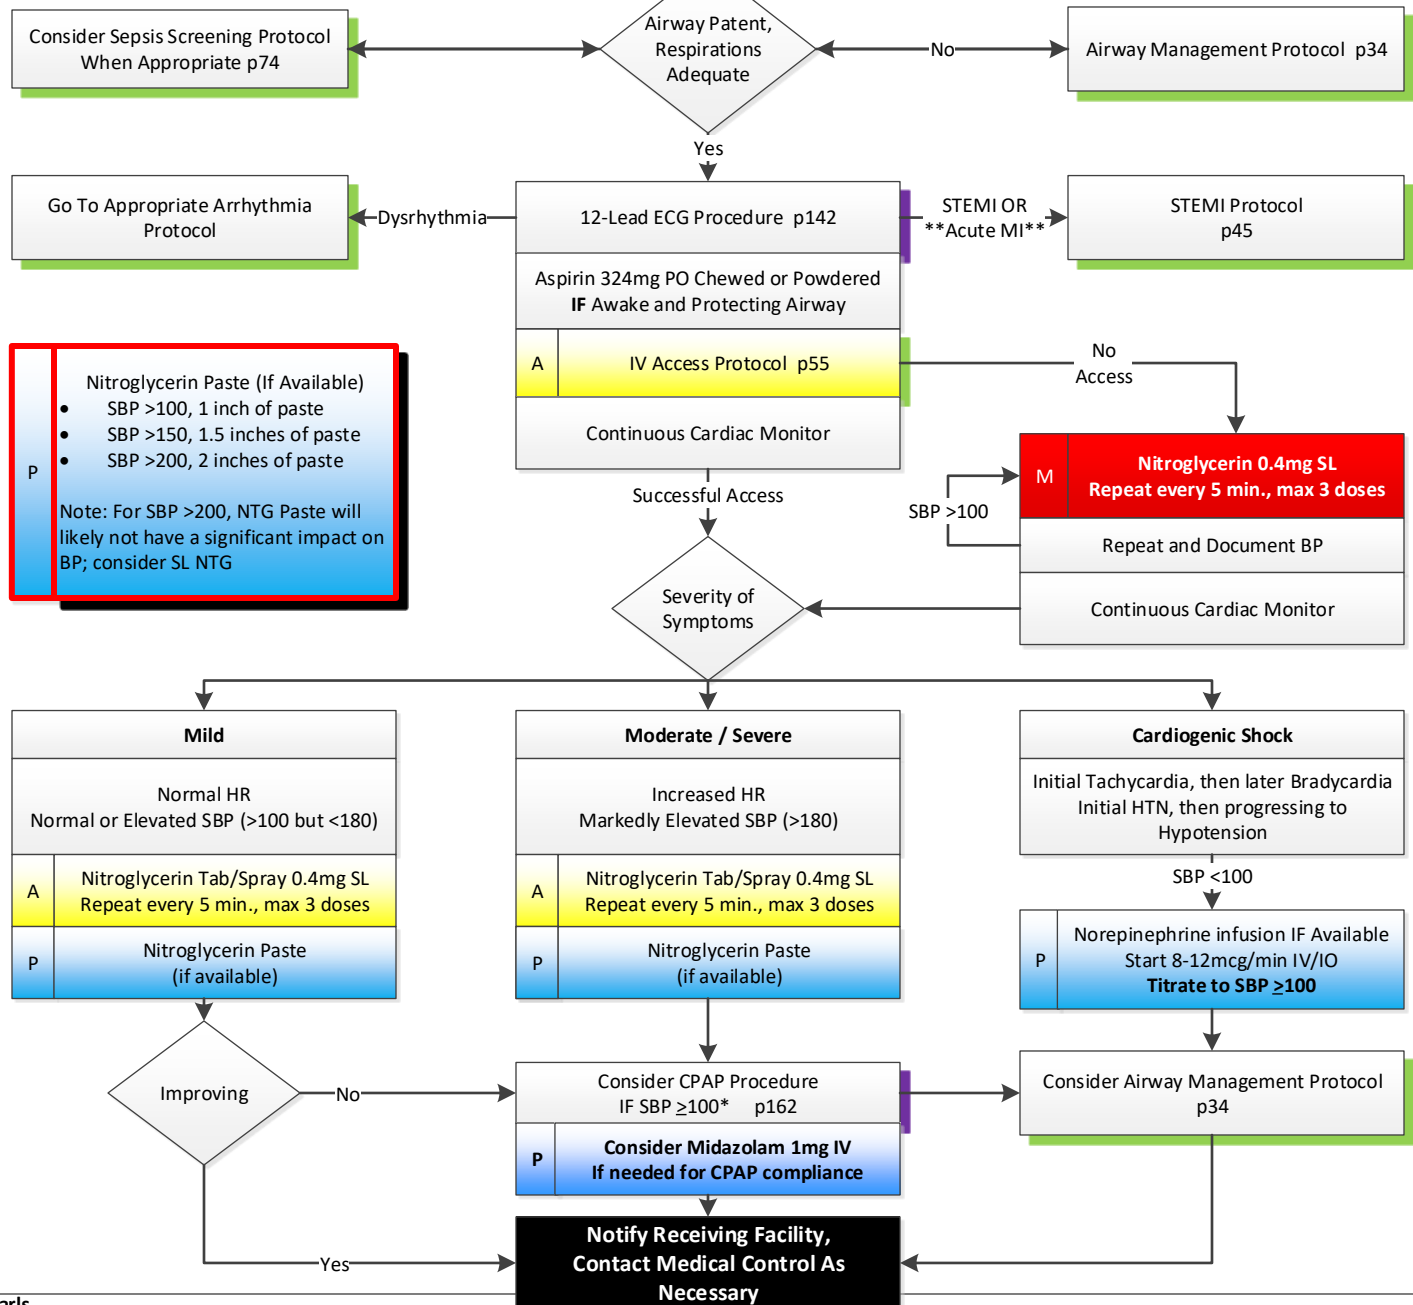 Consider Sepsis Screening Protocol
When Appropriate p74
Airway Patent,
Respirations
Adequate
No
Airway Management Protocol p34
Yes
Go To Appropriate Arrhythmia
Protocol
Dysrhythmia
12-Lead ECG Procedure p142
STEMI OR
**Acute MI**
STEMI Protocol
p45
Aspirin 324mg PO Chewed or Powdered
IF Awake and Protecting Airway
A
IV Access Protocol p55
No
Access
Continuous Cardiac Monitor
P
Nitroglycerin Paste (If Available)
• SBP >100, 1 inch of paste
• SBP >150, 1.5 inches of paste
• SBP >200, 2 inches of paste
Note: For SBP >200, NTG Paste will
likely not have a significant impact on
BP; consider SL NTG
Successful Access
M
Nitroglycerin 0.4mg SL
Repeat every 5 min., max 3 doses
SBP >100
Repeat and Document BP
Continuous Cardiac Monitor
Severity of
Symptoms
Mild
Normal HR
Normal or Elevated SBP (>100 but <180)
A
Nitroglycerin Tab/Spray 0.4mg SL
Repeat every 5 min., max 3 doses
P
Nitroglycerin Paste
(if available)
Moderate / Severe
Increased HR
Markedly Elevated SBP (>180)
A
Nitroglycerin Tab/Spray 0.4mg SL
Repeat every 5 min., max 3 doses
P
Nitroglycerin Paste
(if available)
Cardiogenic Shock
Initial Tachycardia, then later Bradycardia
Initial HTN, then progressing to
Hypotension
SBP <100
P
Norepinephrine infusion IF Available
Start 8-12mcg/min IV/IO
Titrate to SBP ≥100
Improving
No
Consider CPAP Procedure
IF SBP ≥100* p162
P
Consider Midazolam 1mg IV
If needed for CPAP compliance
Consider Airway Management Protocol
p34
Yes
Notify Receiving Facility,
Contact Medical Control As
Necessary